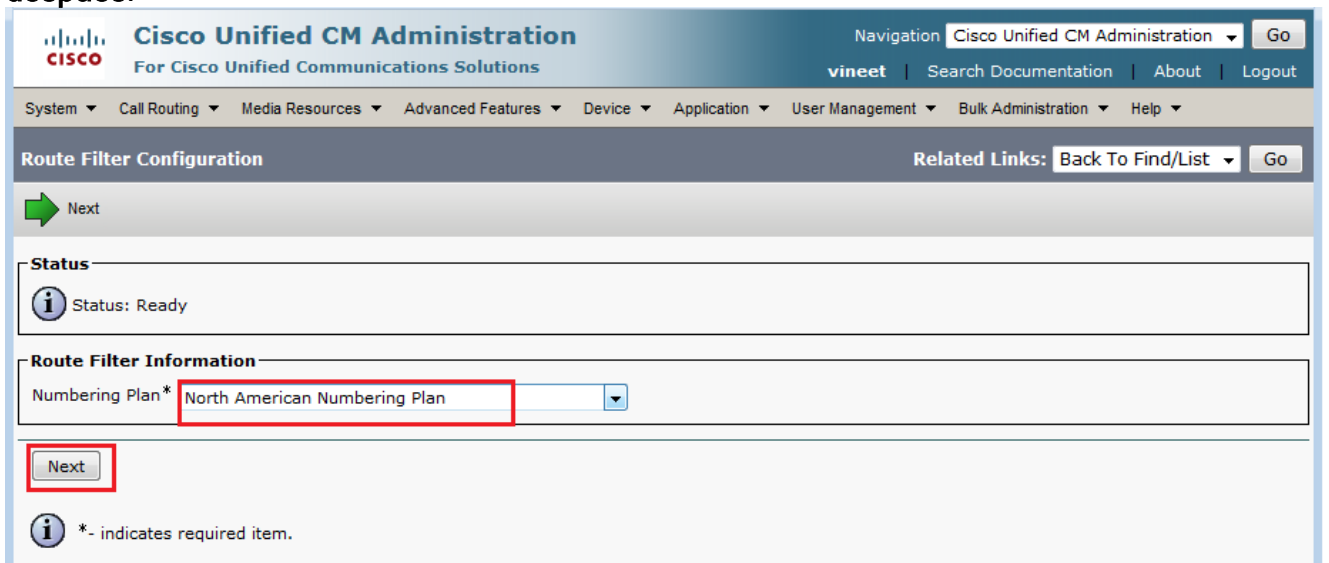 Cisco Unified CM Administration
For Cisco Unified Communications Solutions
CISCO
Navigation Cisco Unified CM Administration Go
vineet | Search Documentation | About | Logout
System Call Routing Media Resources Advanced Features Device Application User Management Bulk Administration Help
Route Filter Configuration
Related Links: Back To Find/List Go
Next
Status
Status: Ready
Route Filter Information
Numbering Plan* North American Numbering Plan
Next
*- indicates required item.